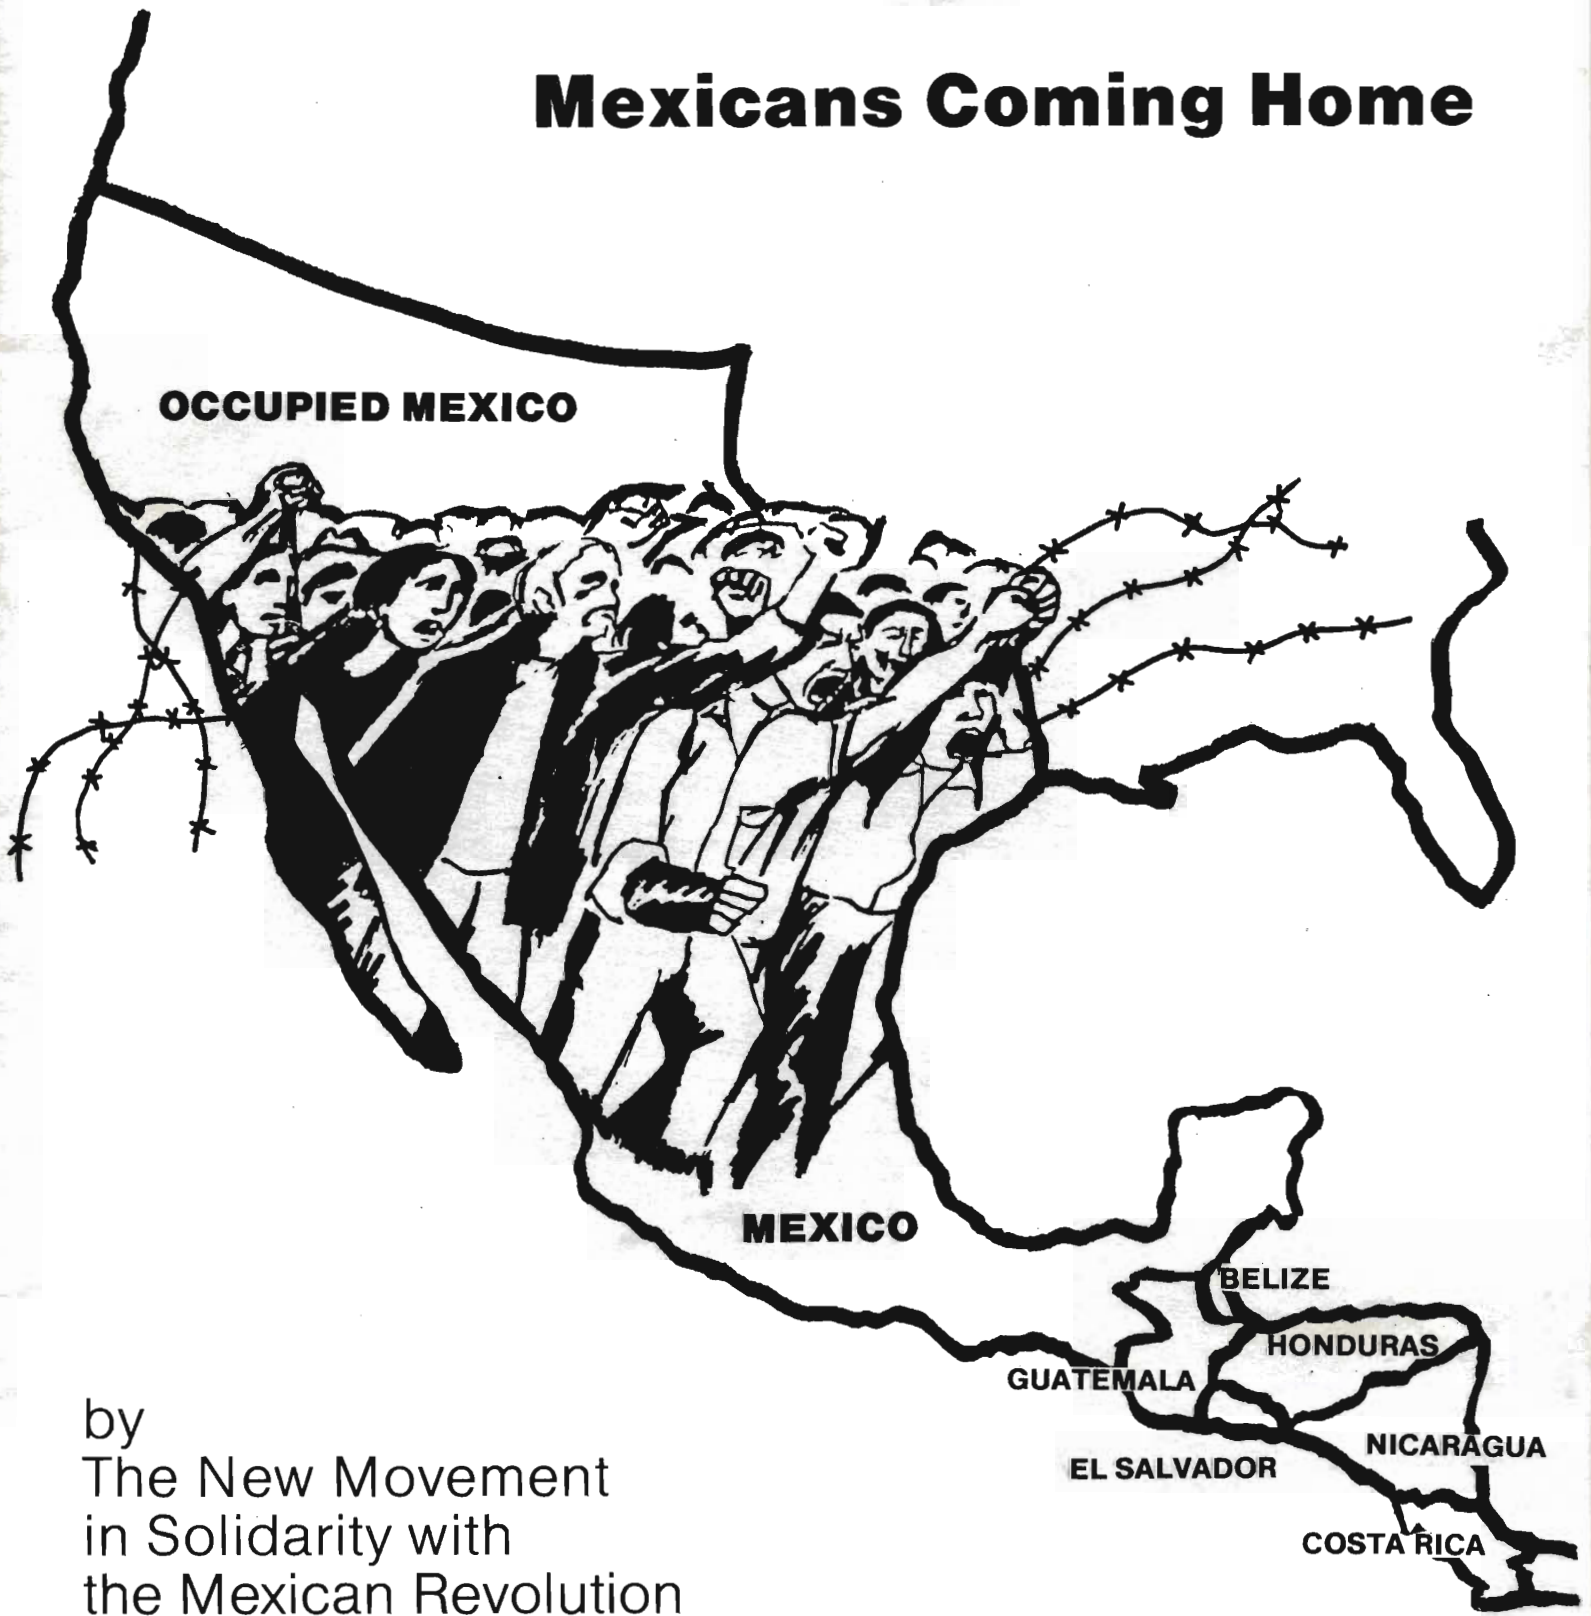 Mexicans Coming Home
OCCUPIED MEXICO
MEXICO
BELIZE
HONDURAS
GUATEMALA
NICARAGUA
EL SALVADOR
COSTA RICA
by
The New Movement
in Solidarity with
the Mexican Revolution